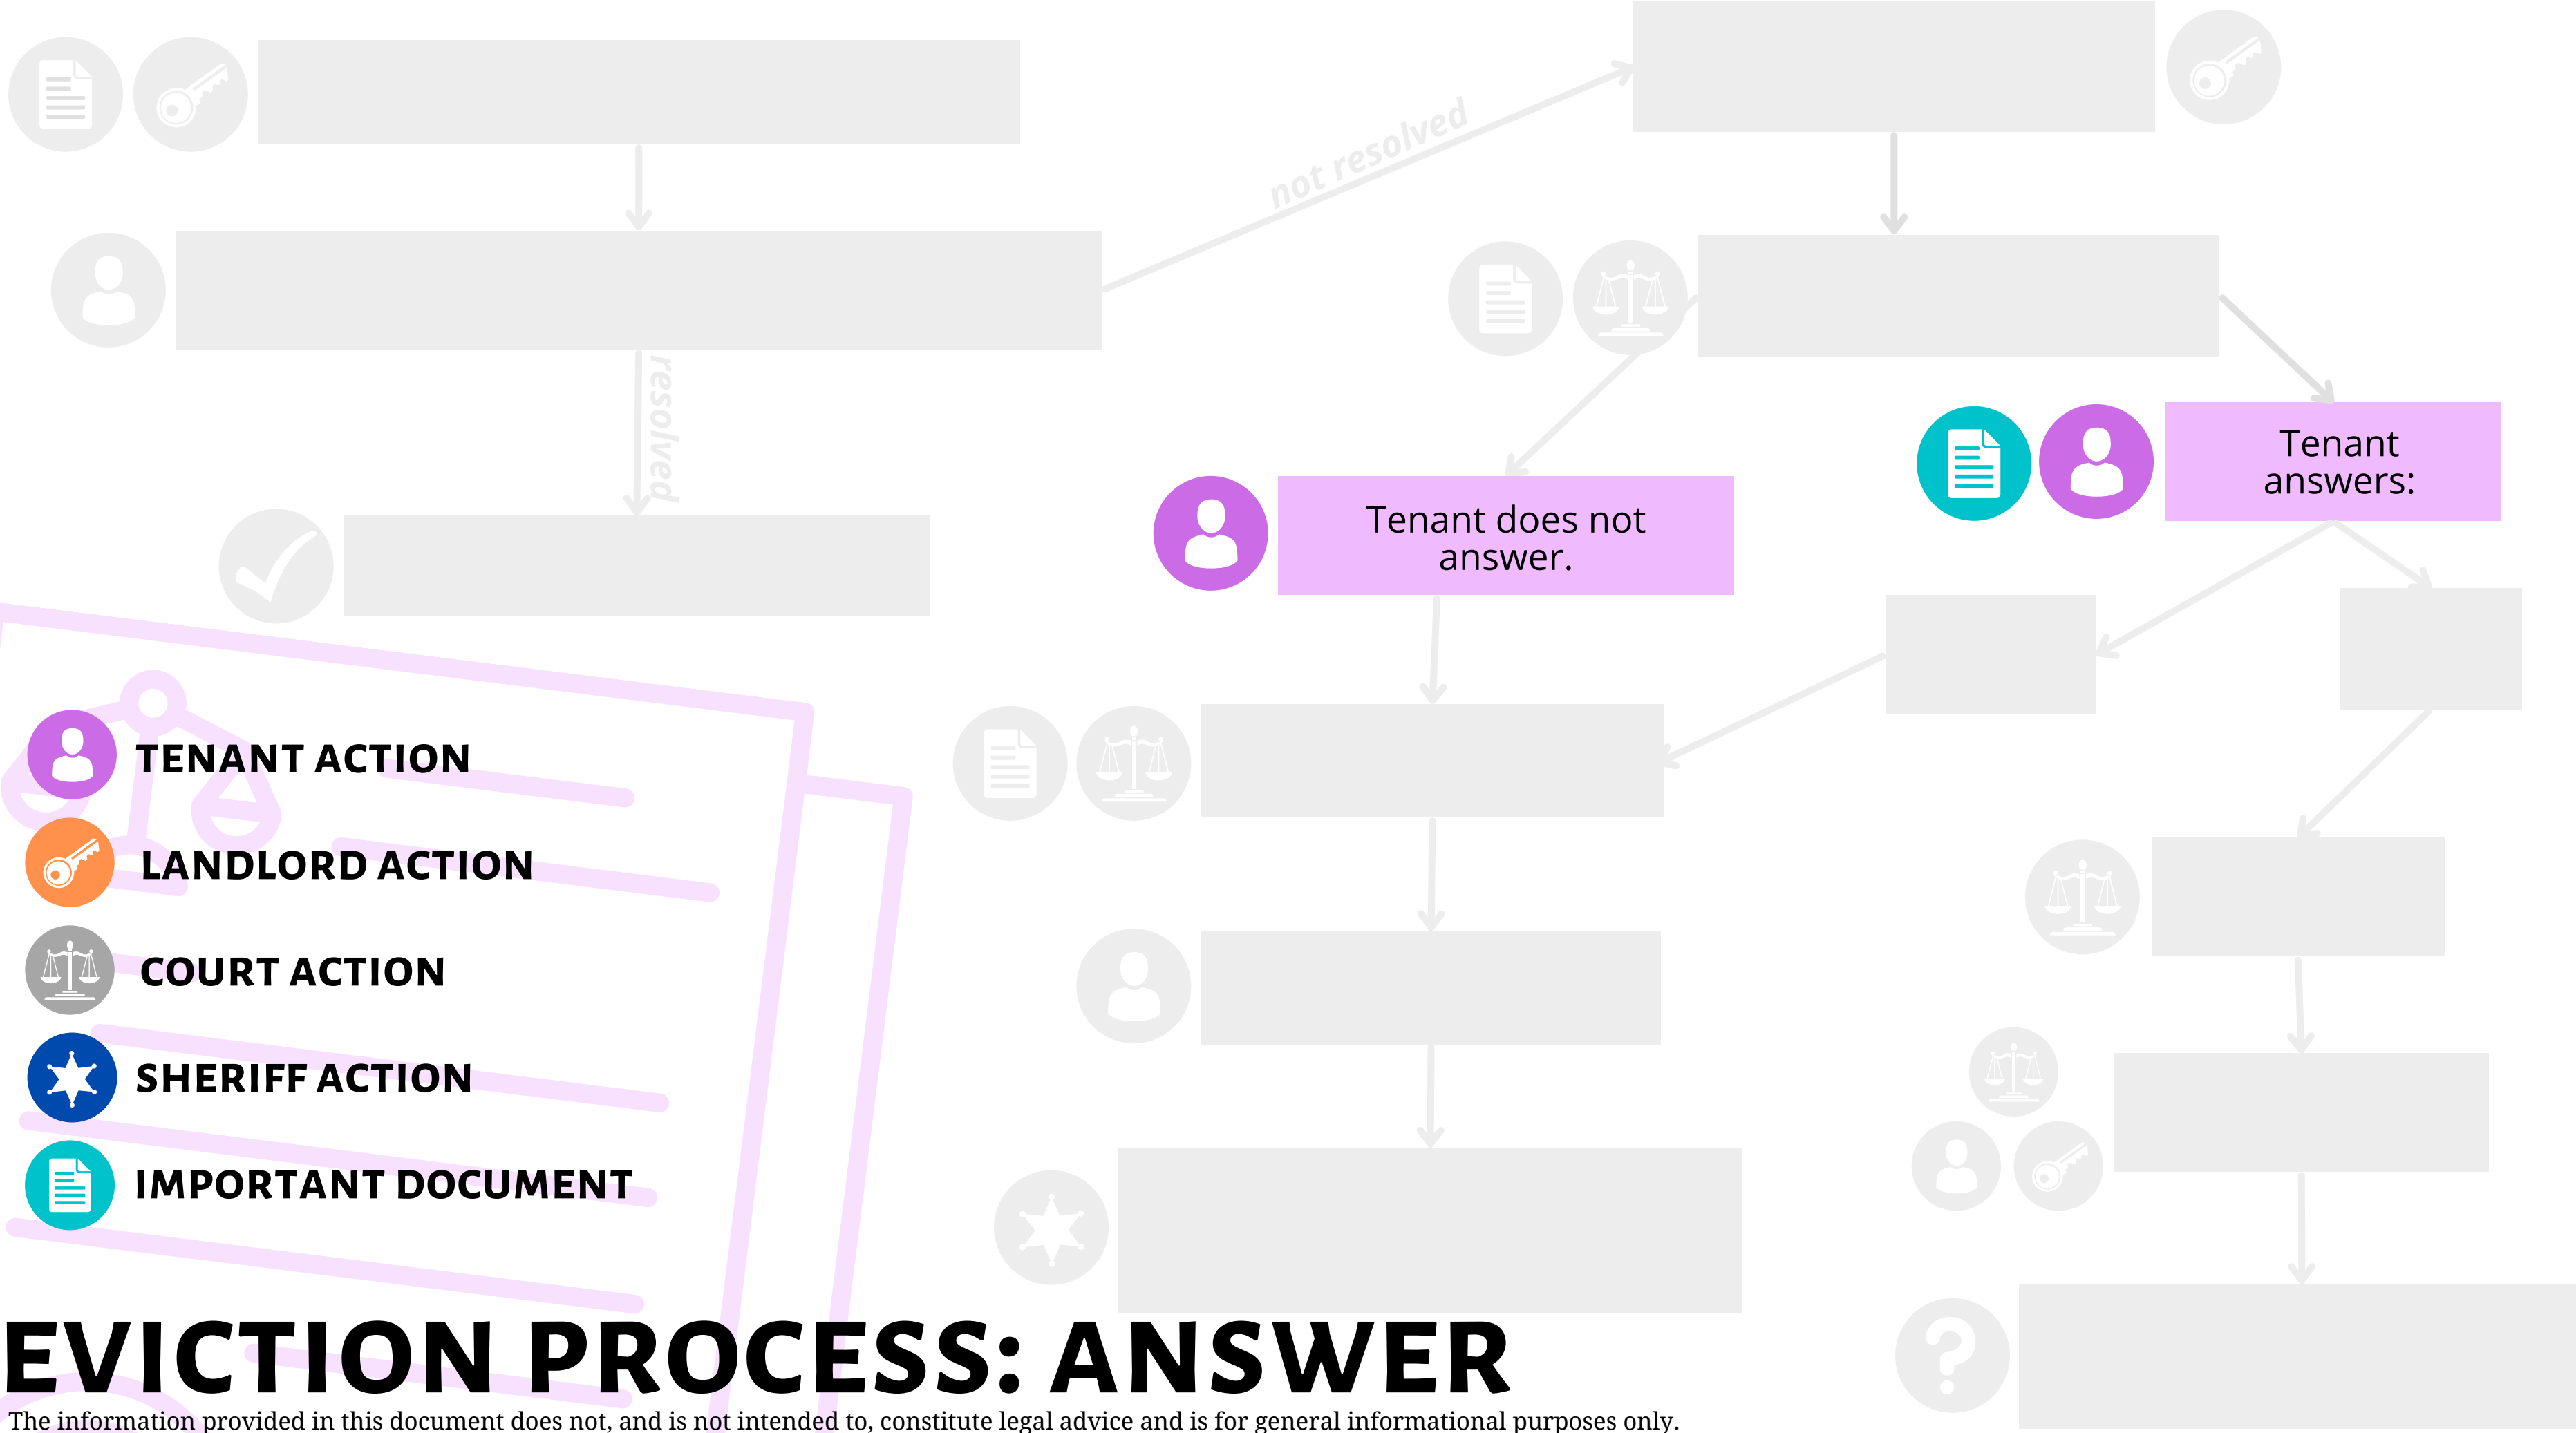 not resolved
resolved
Tenant
answers:
Tenant does not
answer.
TENANT ACTION
LANDLORD ACTION
COURT ACTION
SHERIFF ACTION
IMPORTANT DOCUMENT
EVICTION PROCESS: ANSWER
The information provided in this document does not, and is not intended to, constitute legal advice and is for general informational purposes only.